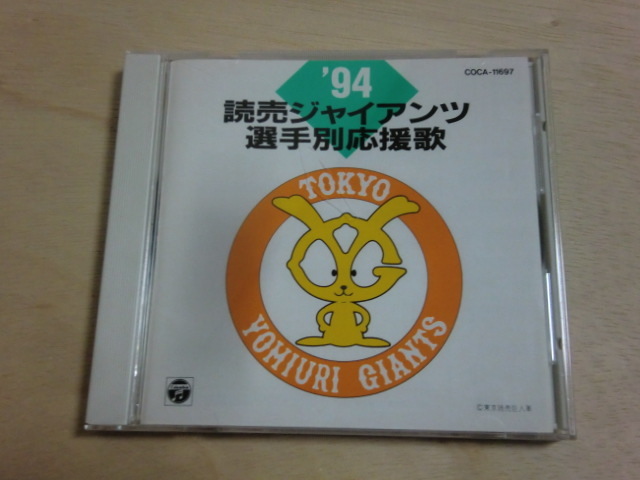 '94
COCA-11697
読売ジャイアンツ
選手別応援歌
TOKYO
YG
YOMIURI GIANTS